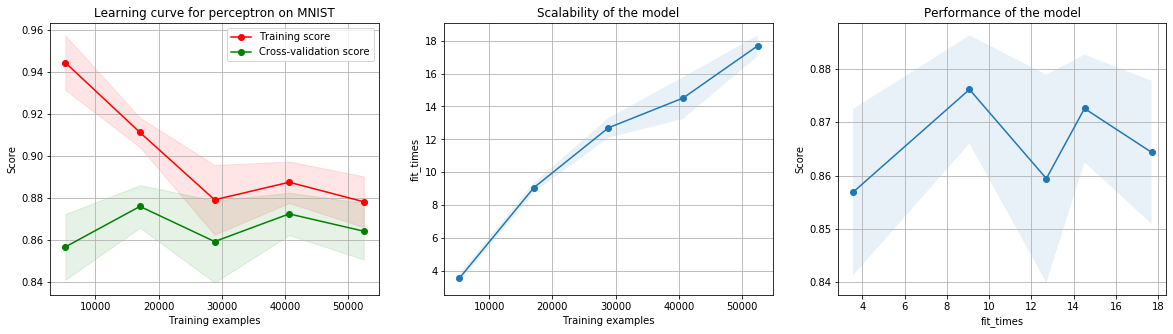 Learning curve for perceptron on MNIST
Training score
Cross-validation score
0.96
0.94
0.92
0.90
0.88
0.86
0.84
Score
10000 20000 30000 40000 50000
Training examples
Scalability of the model
18
16
14
12
10
8
6
4
fit_times
10000 20000 30000 40000 50000
Training examples
Performance of the model
0.88
0.87
0.86
0.85
0.84
Score
4 6 8 10 12 14 16 18
fit_times